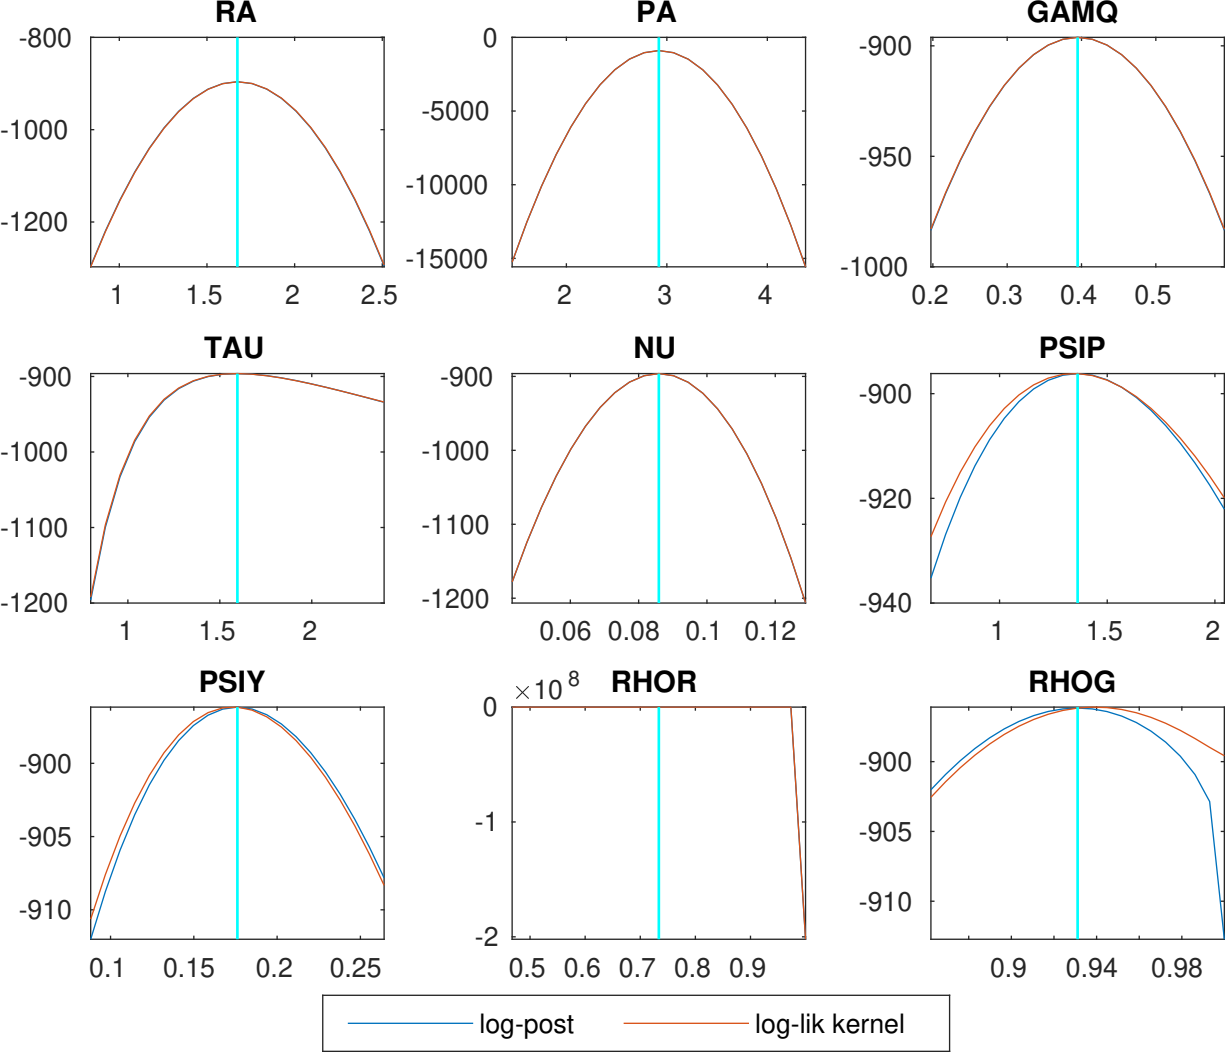 RA PA GAMQ
-800 0 -900
-1000 -5000 -950
-1200 -10000 -1000
-15000
1 1.5 2 2.5 2 3 4 0.2 0.3 0.4 0.5
TAU NU PSIP
-900 -900 -900
-1000 -1000 -920
-1100 -1100 -940
-1200 -1200
1 1.5 2 0.06 0.08 0.1 0.12 1 1.5 2
PSIY ×10^8 RHOR RHOG
-900 0 -900
-905 -1 -905
-910 -2 -910
0.1 0.15 0.2 0.25 0.5 0.6 0.7 0.8 0.9 0.9 0.94 0.98
log-post log-lik kernel